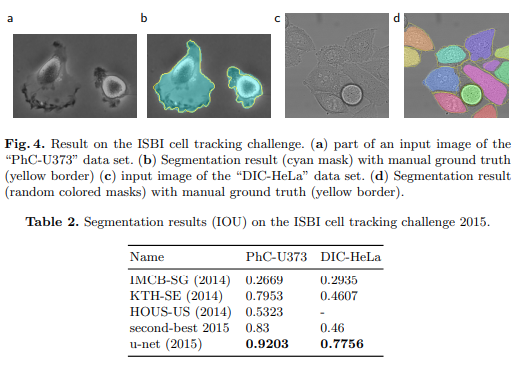 a b c d
Fig. 4. Result on the ISBI cell tracking challenge. (a) part of an input image of the
“PhC-U373” data set. (b) Segmentation result (cyan mask) with manual ground truth
(yellow border) (c) input image of the “DIC-HeLa” data set. (d) Segmentation result
(random colored masks) with manual ground truth (yellow border).
Table 2. Segmentation results (IOU) on the ISBI cell tracking challenge 2015.
Name PhC-U373 DIC-HeLa
IMCB-SG (2014) 0.2669 0.2935
KTH-SE (2014) 0.7953 0.4607
HOUS-US (2014) 0.5323 -
second-best 2015 0.83 0.46
u-net (2015) 0.9203 0.7756